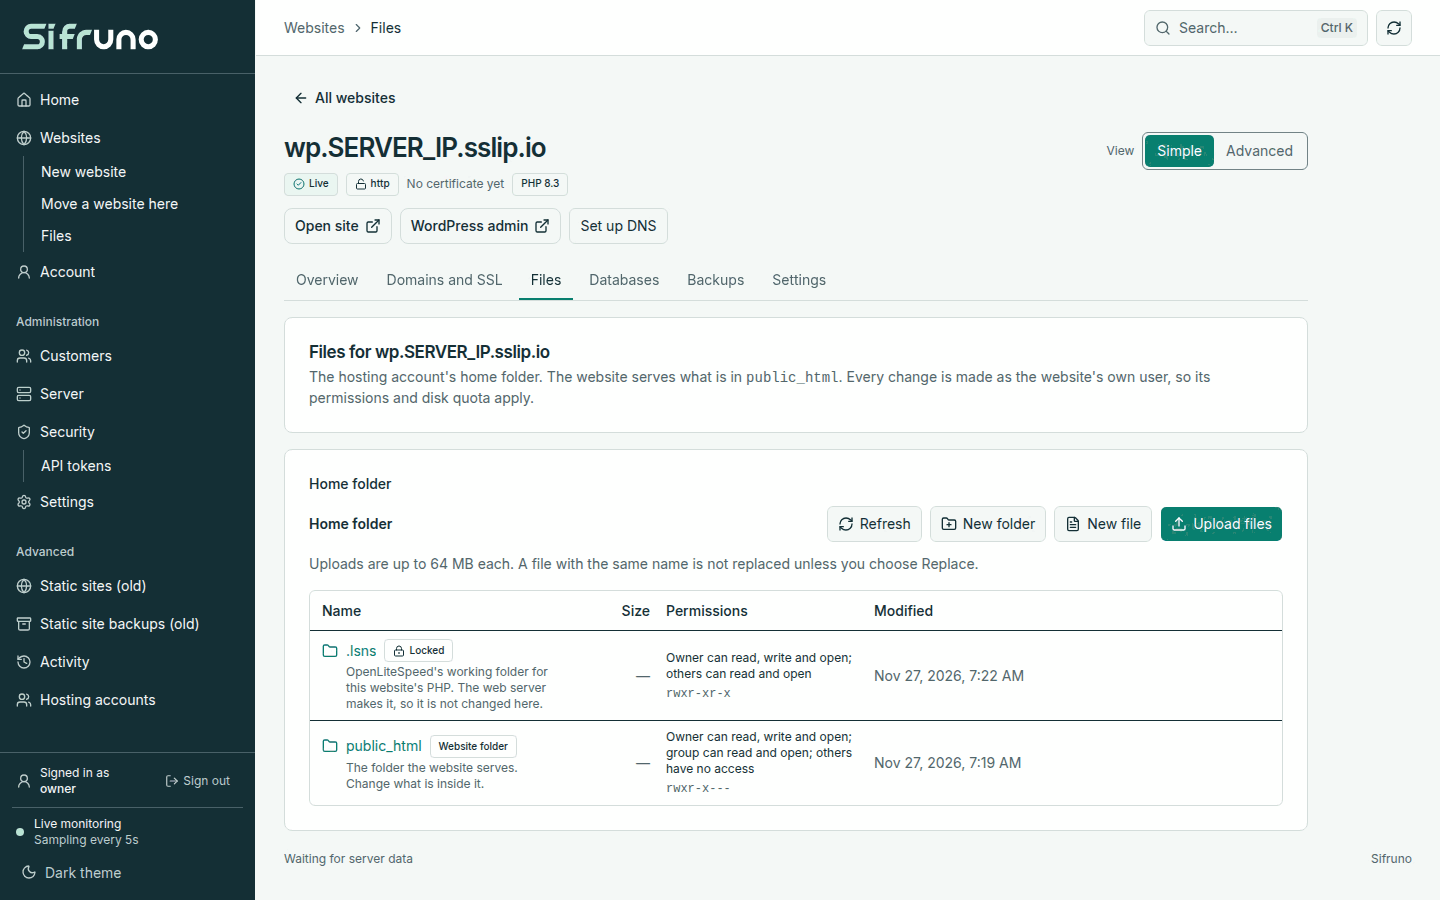 Sifruno
Websites > Files
Search... Ctrl K
Home
Websites
New website
Move a website here
Files
Account
Administration
Customers
Server
Security
API tokens
Settings
Advanced
Static sites (old)
Static site backups (old)
Activity
Hosting accounts
Signed in as
owner
Sign out
Live monitoring
Sampling every 5s
Dark theme
All websites
wp.SERVER_IP.sslip.io
View Simple Advanced
Live http No certificate yet PHP 8.3
Open site WordPress admin Set up DNS
Overview Domains and SSL Files Databases Backups Settings
Files for wp.SERVER_IP.sslip.io
The hosting account's home folder. The website serves what is in public_html. Every change is made as the website's own user, so its
permissions and disk quota apply.
Home folder
Home folder Refresh New folder New file Upload files
Uploads are up to 64 MB each. A file with the same name is not replaced unless you choose Replace.
Name Size Permissions Modified
.lsns Locked
OpenLiteSpeed's working folder for
this website's PHP. The web server
makes it, so it is not changed here.
—
Owner can read, write and open;
others can read and open
rwxr-xr-x
Nov 27, 2026, 7:22 AM
public_html Website folder
The folder the website serves.
Change what is inside it.
—
Owner can read, write and open;
group can read and open; others
have no access
rwxr-x---
Nov 27, 2026, 7:19 AM
Waiting for server data
Sifruno